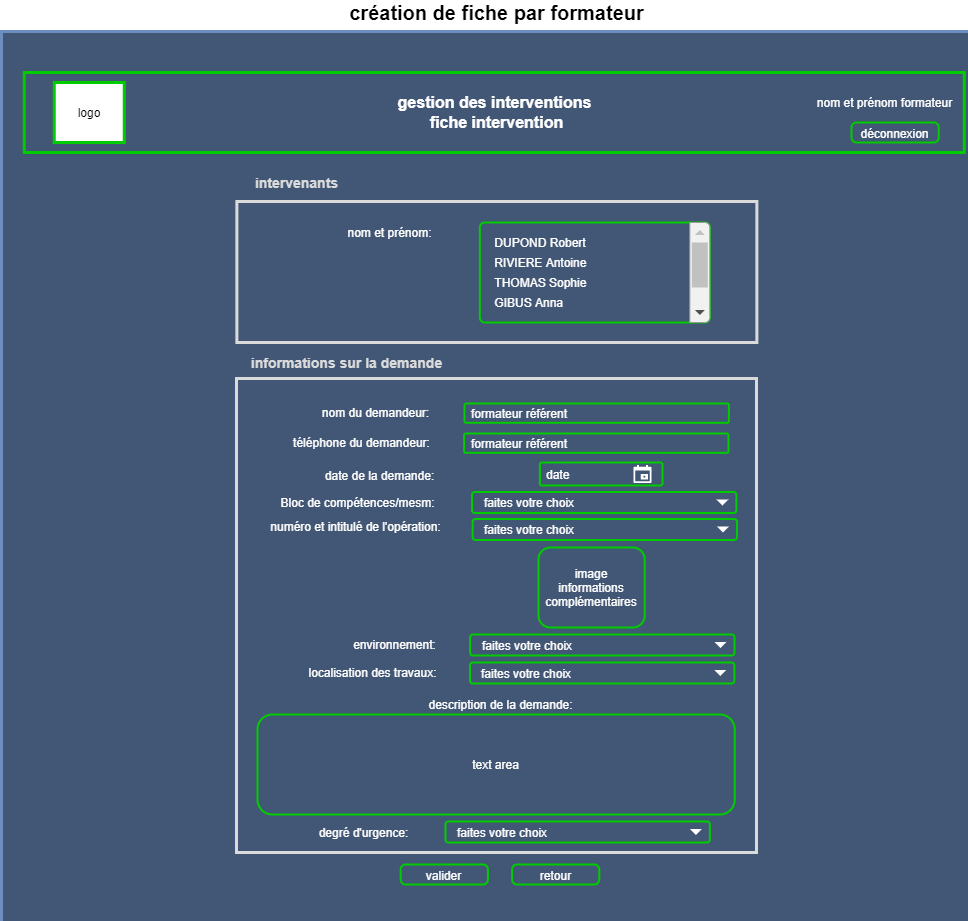 création de fiche par formateur
logo
gestion des interventions
fiche intervention
nom et prénom formateur
déconnexion
intervenants
nom et prénom:
DUPOND Robert
RIVIERE Antoine
THOMAS Sophie
GIBUS Anna
informations sur la demande
nom du demandeur: formateur référent
téléphone du demandeur: formateur référent
date de la demande: date
Bloc de compétences/mesm: faites votre choix
numéro et intitulé de l'opération: faites votre choix
image
informations
complémentaires
environnement: faites votre choix
localisation des travaux: faites votre choix
description de la demande:
text area
degré d'urgence: faites votre choix
valider retour